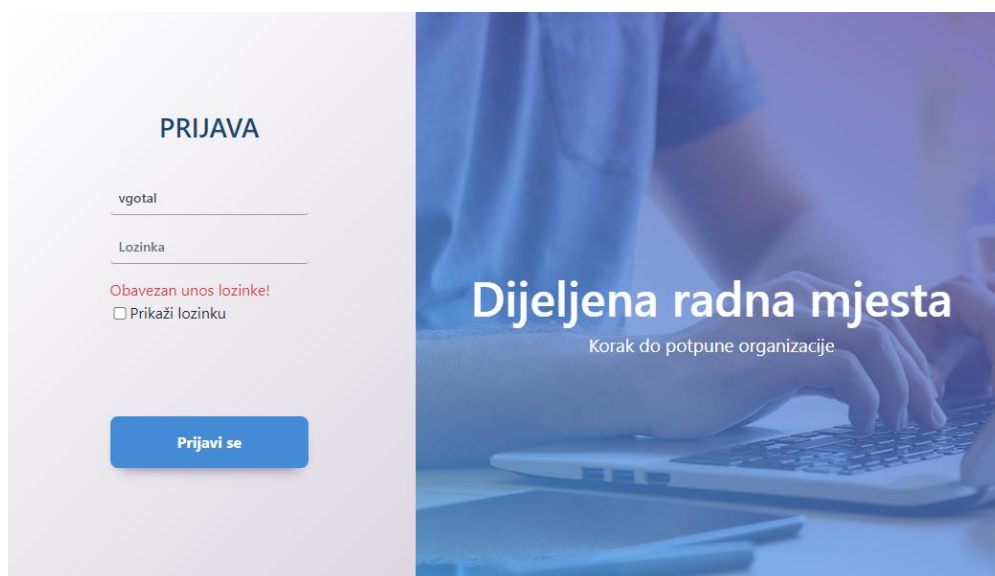 PRIJAVA
vgotal
Lozinka
Obavezan unos lozinke!
Prikaži lozinku
Prijavi se
Dijeljena radna mjesta
Korak do potpune organizacije